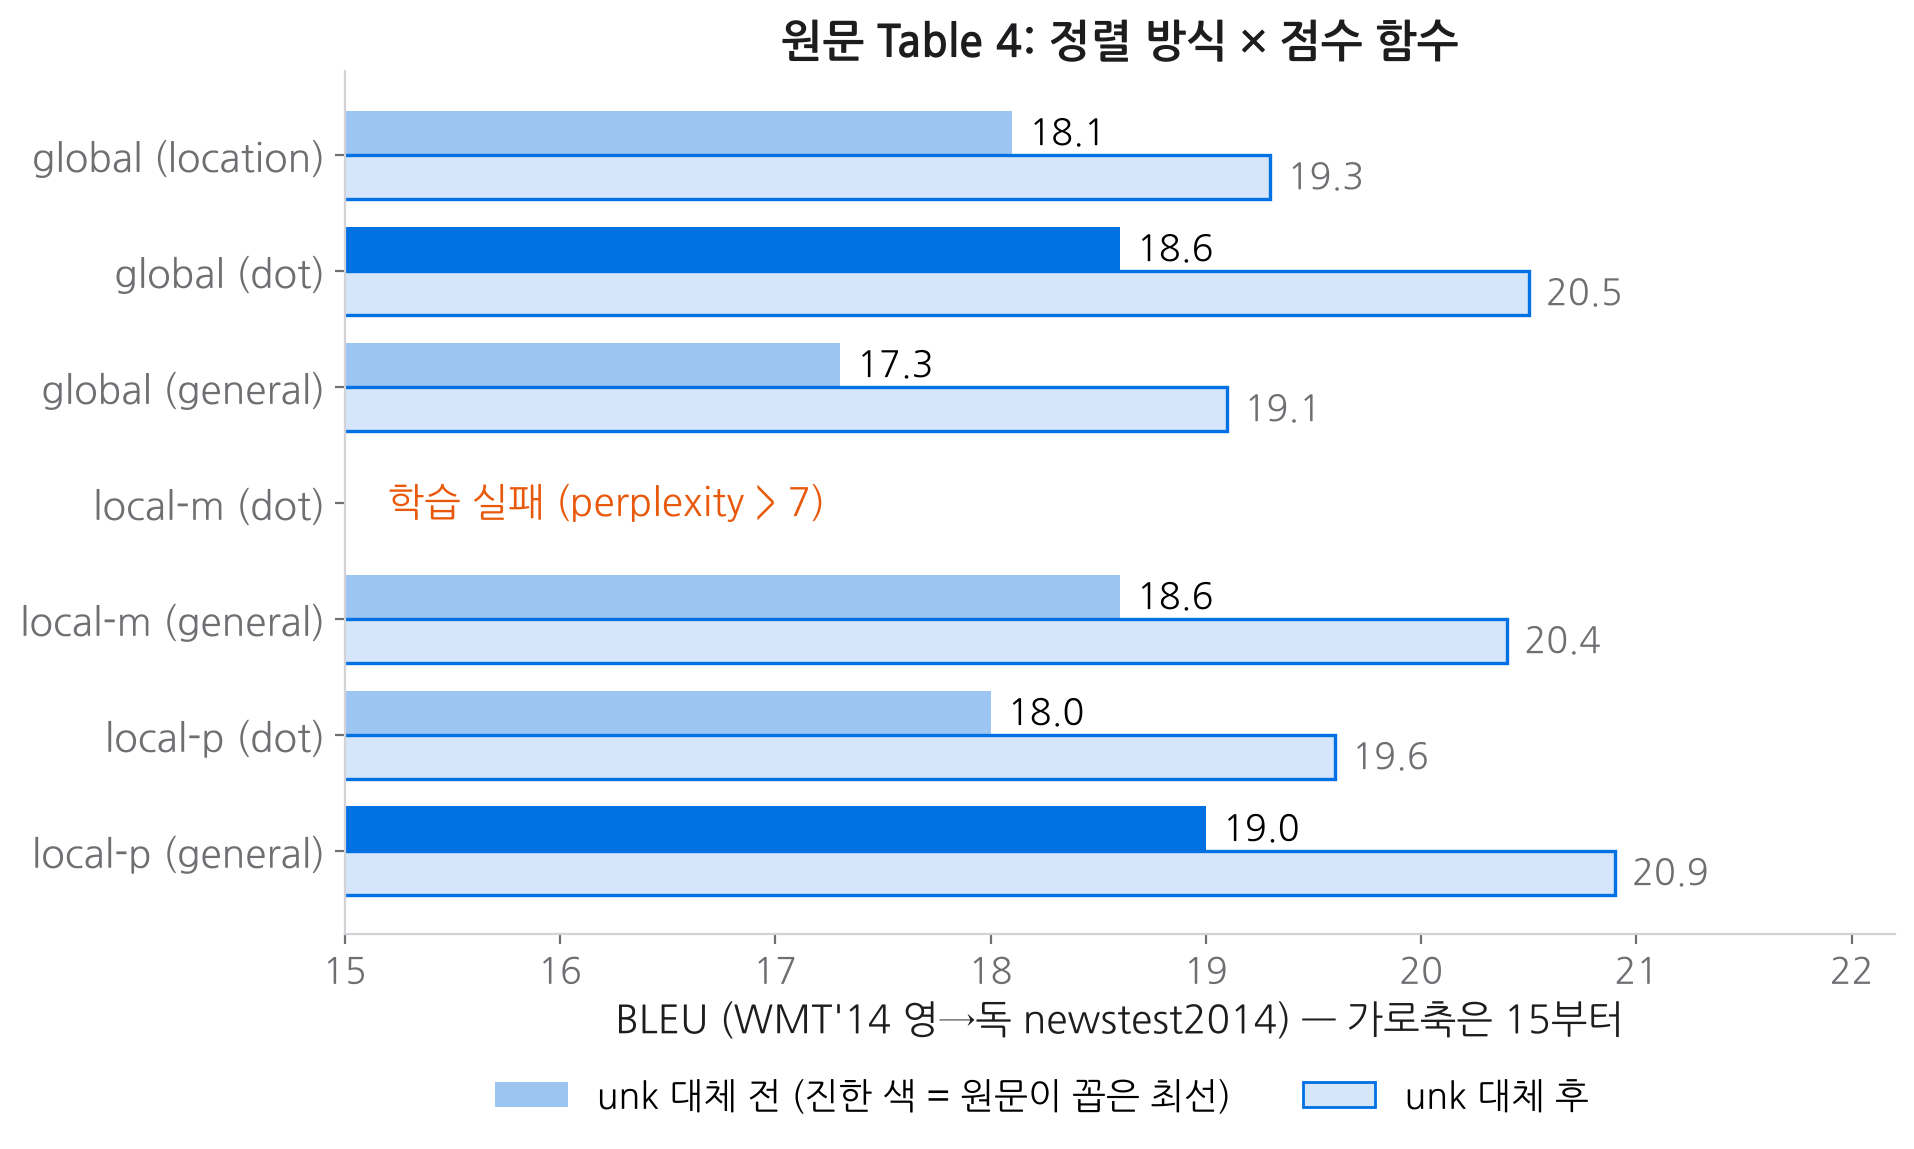 원문 Table 4: 정렬 방식 × 점수 함수
global (location)
18.1
19.3
global (dot)
18.6
20.5
global (general)
17.3
19.1
local-m (dot)
학습 실패 (perplexity > 7)
local-m (general)
18.6
20.4
local-p (dot)
18.0
19.6
local-p (general)
19.0
20.9
15 16 17 18 19 20 21 22
BLEU (WMT'14 영→독 newstest2014) — 가로축은 15부터
unk 대체 전 (진한 색 = 원문이 꼽은 최선) unk 대체 후